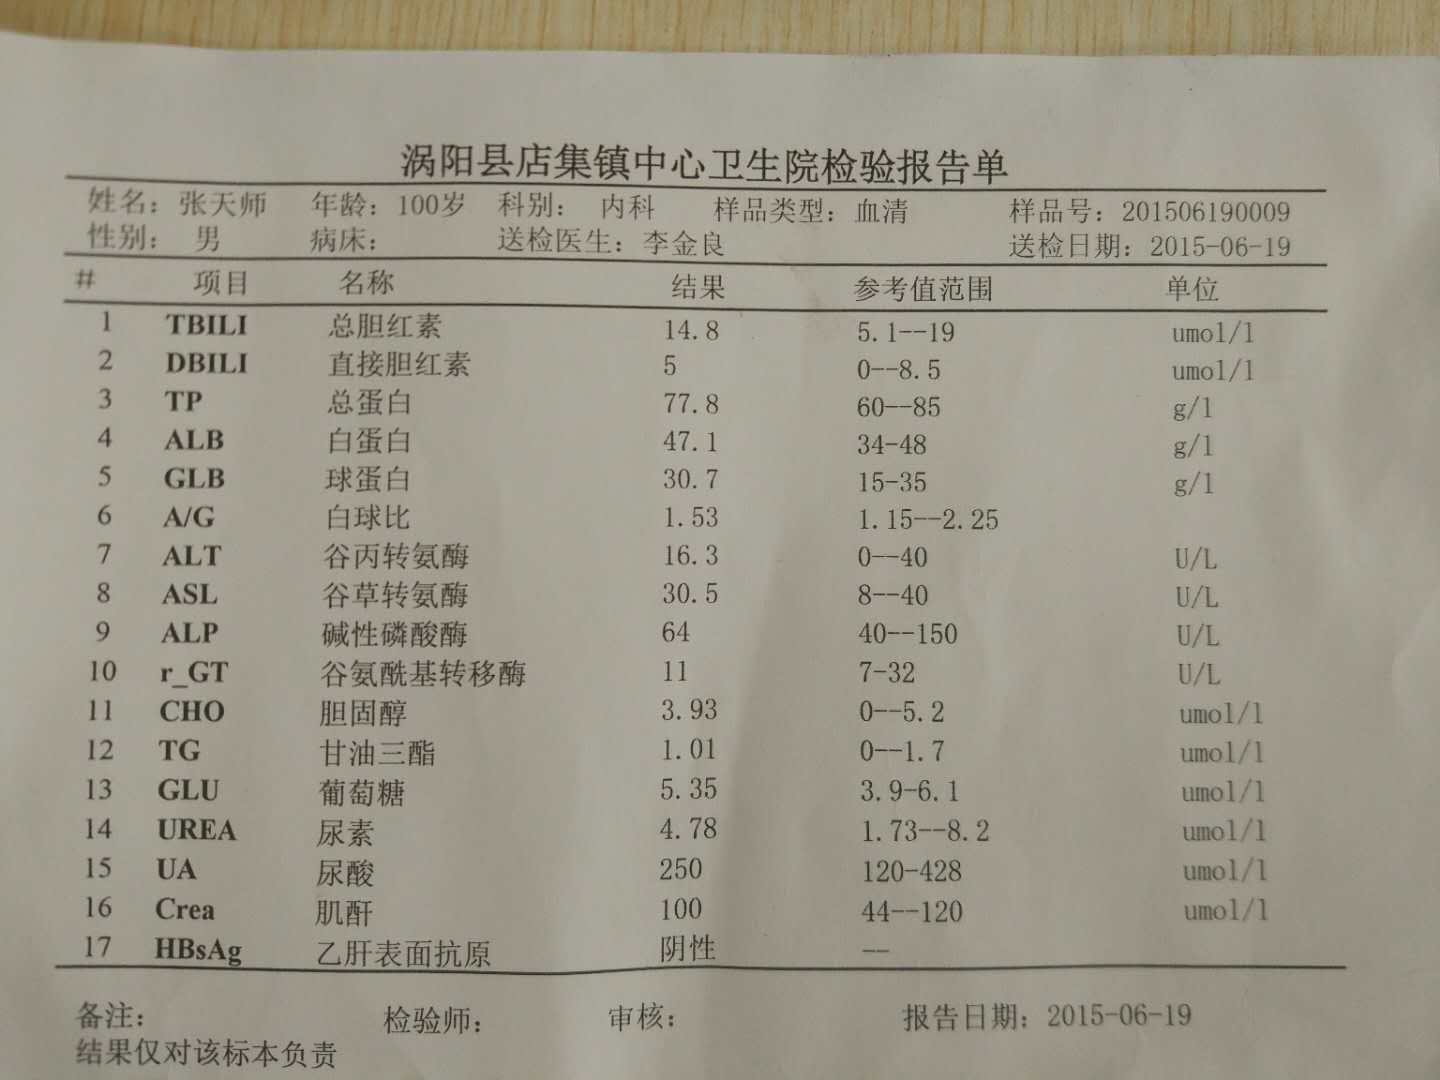 涡阳县店集镇中心卫生院检验报告单
姓名：张天师 年龄：100岁 科别： 内科 样品类型：血清 样品号：201506190009
性别： 男 病床： 送检医生：李金良 送检日期：2015-06-19
# 项目 名称 结果 参考值范围 单位
1 TBILI 总胆红素 14.8 5.1--19 umol/l
2 DBILI 直接胆红素 5 0--8.5 umol/l
3 TP 总蛋白 77.8 60--85 g/l
4 ALB 白蛋白 47.1 34-48 g/l
5 GLB 球蛋白 30.7 15-35 g/l
6 A/G 白球比 1.53 1.15--2.25
7 ALT 谷丙转氨酶 16.3 0--40 U/L
8 ASL 谷草转氨酶 30.5 8--40 U/L
9 ALP 碱性磷酸酶 64 40--150 U/L
10 r_GT 谷氨酰基转移酶 11 7-32 U/L
11 CHO 胆固醇 3.93 0--5.2 umol/l
12 TG 甘油三酯 1.01 0--1.7 umol/l
13 GLU 葡萄糖 5.35 3.9-6.1 umol/l
14 UREA 尿素 4.78 1.73--8.2 umol/l
15 UA 尿酸 250 120-428 umol/l
16 Crea 肌酐 100 44--120 umol/l
17 HBsAg 乙肝表面抗原 阴性 --
备注： 检验师： 审核： 报告日期：2015-06-19
结果仅对该标本负责